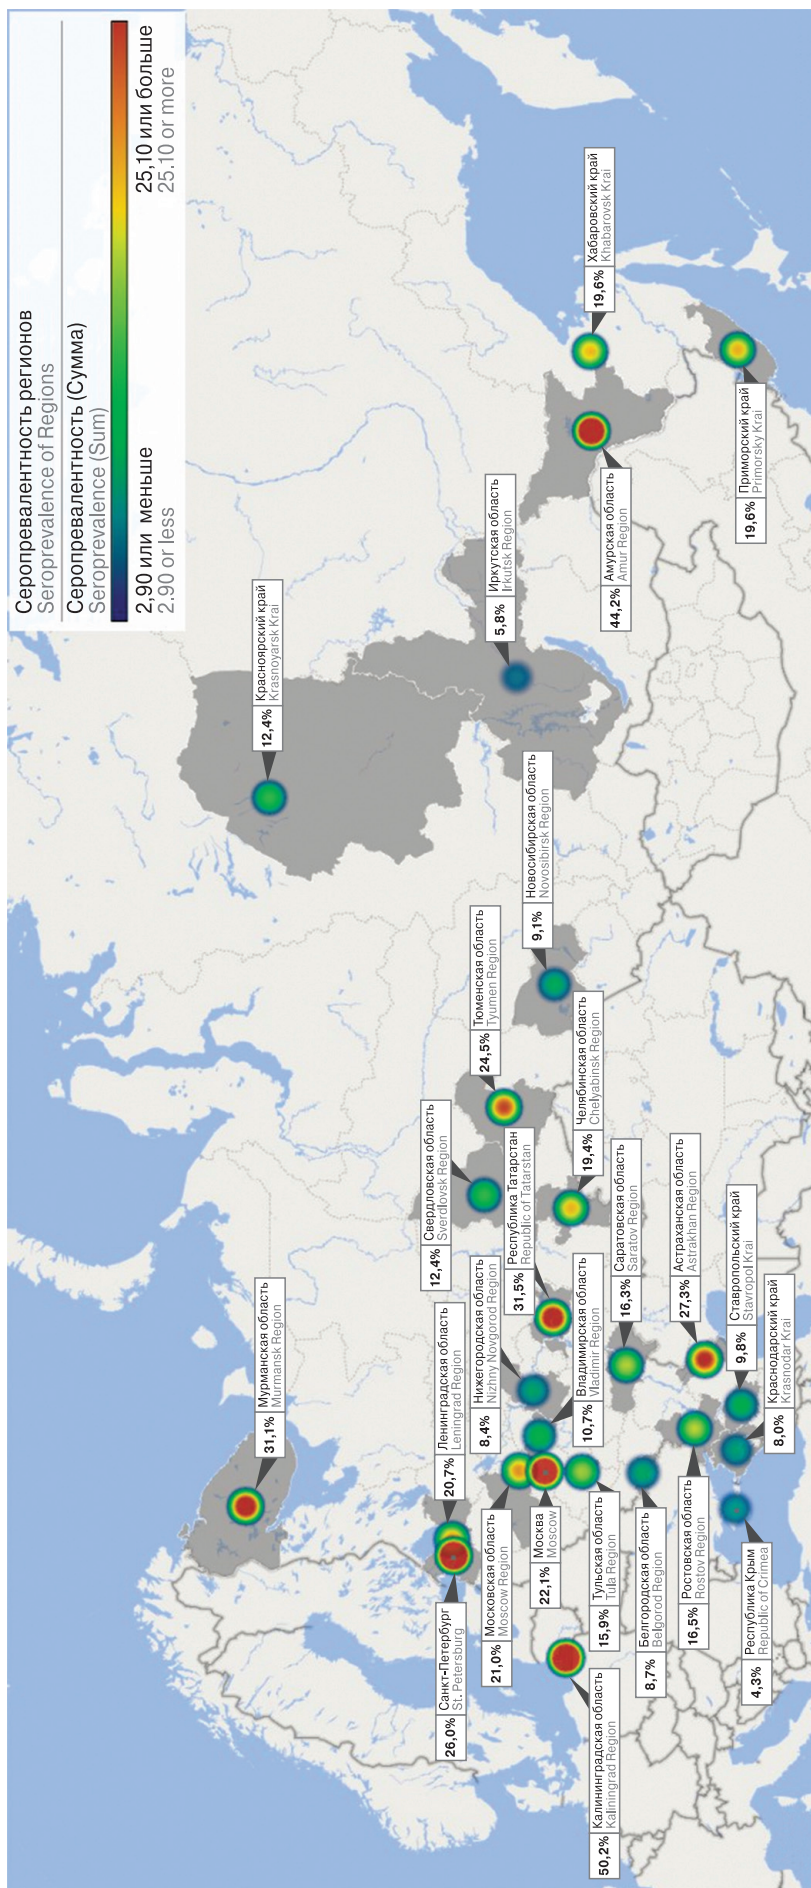 Серопревалентность регионов
Seroprevalence of Regions
Серопревалентность (Сумма)
Seroprevalence (Sum)
2,90 или меньше
2,90 or less
25,10 или больше
25,10 or more
31,1%
Мурманская область
Murmansk Region
12,4%
Красноярский край
Krasnoyarsk Krai
26,0%
Санкт-Петербург
St. Petersburg
20,7%
Ленинградская область
Leningrad Region
12,4%
Свердловская область
Sverdlovsk Region
24,5%
Тюменская область
Tyumen Region
5,8%
Иркутская область
Irkutsk Region
19,6%
Хабаровский край
Khabarovsk Krai
21,0%
Московская область
Moscow Region
8,4%
Нижегородская область
Nizhny Novgorod Region
31,5%
Республика Татарстан
Republic of Tatarstan
9,1%
Новосибирская область
Novosibirsk Region
22,1%
Москва
Moscow
10,7%
Владимирская область
Vladimir Region
19,4%
Челябинская область
Chelyabinsk Region
44,2%
Амурская область
Amur Region
50,2%
Калининградская область
Kaliningrad Region
15,9%
Тульская область
Tula Region
16,3%
Саратовская область
Saratov Region
8,7%
Белгородская область
Belgorod Region
16,5%
Ростовская область
Rostov Region
27,3%
Астраханская область
Astrakhan Region
9,8%
Ставропольский край
Stavropol Krai
19,6%
Приморский край
Primorsky Krai
4,3%
Республика Крым
Republic of Crimea
8,0%
Краснодарский край
Krasnodar Krai